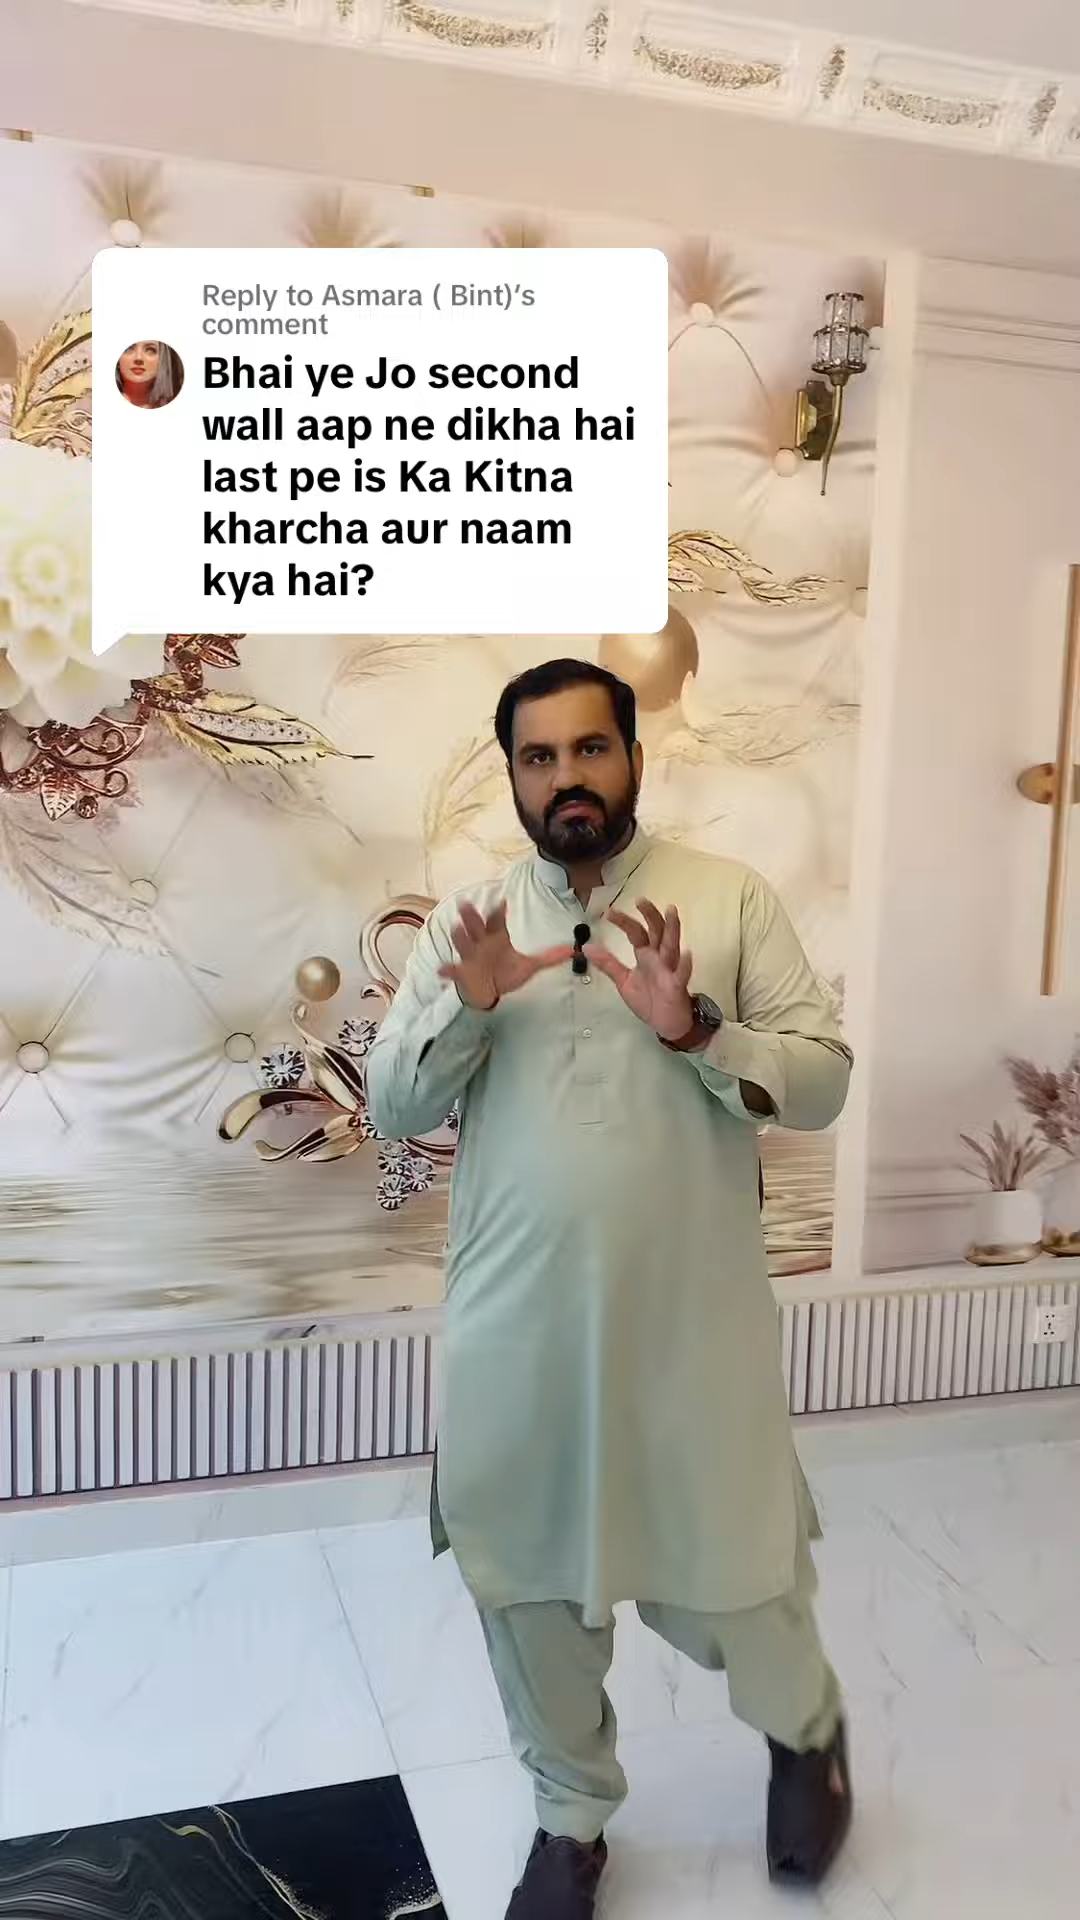 Reply to Asmara ( Bint)’s
comment
Bhai ye Jo second
wall aap ne dikha hai
last pe is Ka Kitna
kharcha aur naam
kya hai?